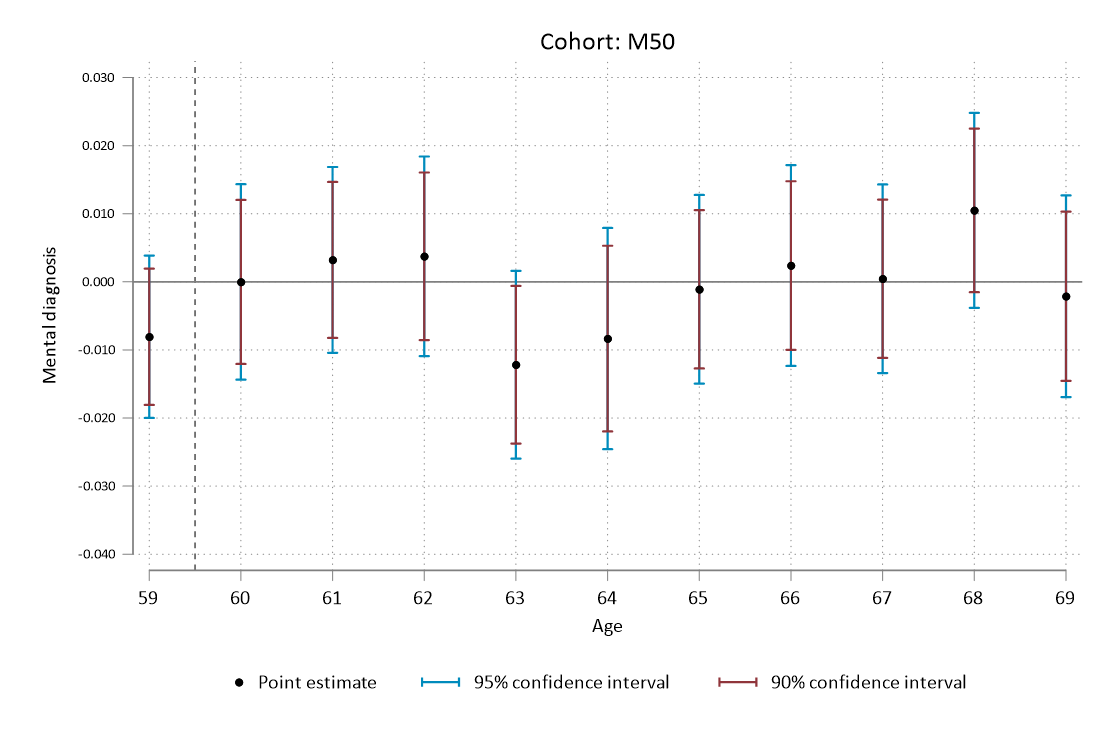 Cohort: M50
0.030
0.020
0.010
0.000
-0.010
-0.020
-0.030
-0.040
Mental diagnosis
59 60 61 62 63 64 65 66 67 68 69
Age
Point estimate 95% confidence interval 90% confidence interval